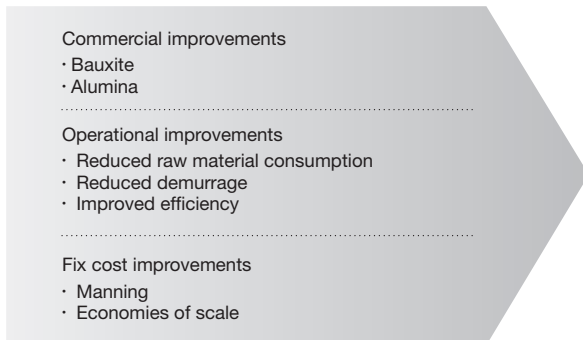 Commercial improvements
· Bauxite
· Alumina
Operational improvements
· Reduced raw material consumption
· Reduced demurrage
· Improved efficiency
Fix cost improvements
· Manning
· Economies of scale